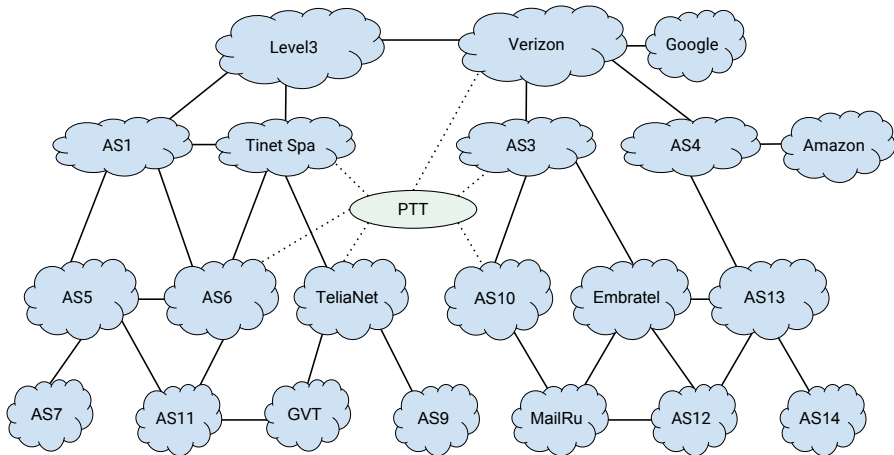 Level3
Verizon
Google
AS1
Tinet Spa
AS3
AS4
Amazon
PTT
AS5
AS6
TeliaNet
AS10
Embratel
AS13
AS7
AS11
GVT
AS9
MailRu
AS12
AS14